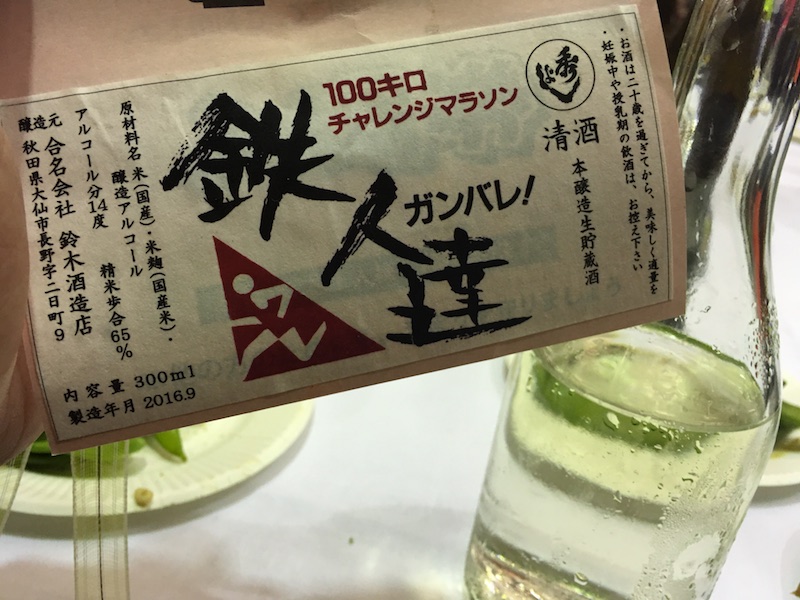 ・お酒は二十歳を過ぎてから、美味しく適量を
・妊娠中や授乳期の飲酒は、お控え下さい
秀よし
清酒
本醸造生貯蔵酒
100キロ
チャレンジマラソン
鉄人達
ガンバレ!
原材料名 米(国産)・米麹(国産米)・
醸造アルコール
アルコール分14度 精米歩合65%
醸造元 合名会社 鈴木酒造店
秋田県大仙市長野字二日町9
内容量 300ml
製造年月 2016.9